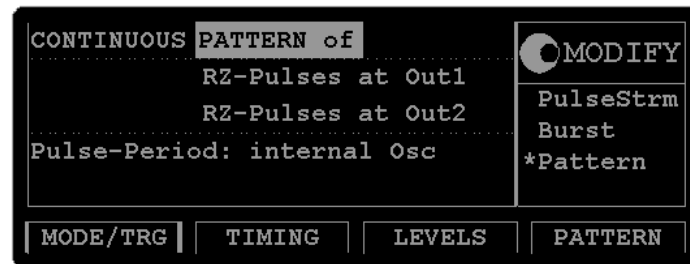 CONTINUOUS PATTERN of
RZ-Pulses at Out1
RZ-Pulses at Out2
Pulse-Period: internal Osc
MODIFY
PulseStrm
Burst
*Pattern
MODE/TRG TIMING LEVELS PATTERN